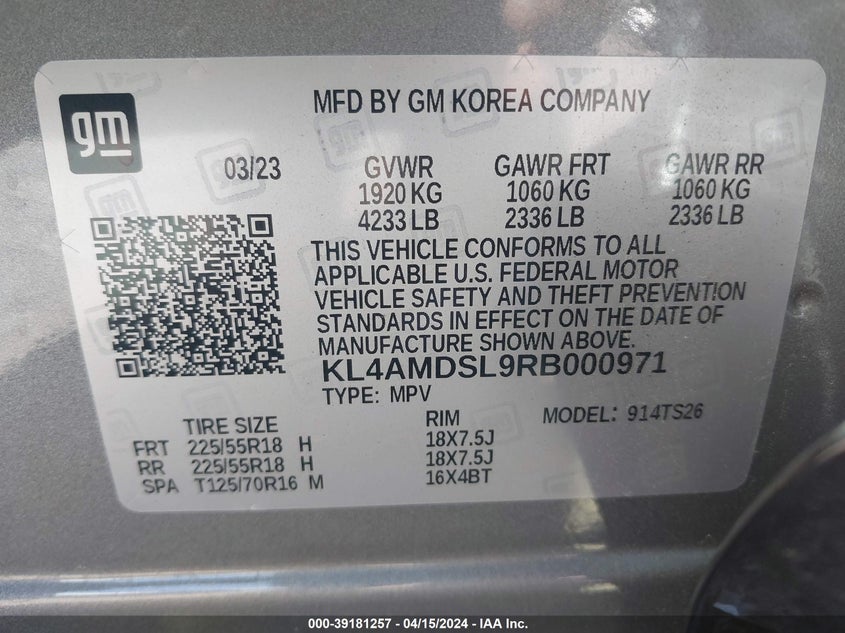 gm
MFD BY GM KOREA COMPANY
03/23 GVWR GAWR FRT GAWR RR
1920 KG 1060 KG 1060 KG
4233 LB 2336 LB 2336 LB
THIS VEHICLE CONFORMS TO ALL
APPLICABLE U.S. FEDERAL MOTOR
VEHICLE SAFETY AND THEFT PREVENTION
STANDARDS IN EFFECT ON THE DATE OF
MANUFACTURE SHOWN ABOVE.
KL4AMDSL9RB000971
TYPE: MPV
TIRE SIZE RIM MODEL: 914TS26
FRT 225/55R18 H 18X7.5J
RR 225/55R18 H 18X7.5J
SPA T125/70R16 M 16X4BT
000-39181257 - 04/15/2024 - IAA Inc.